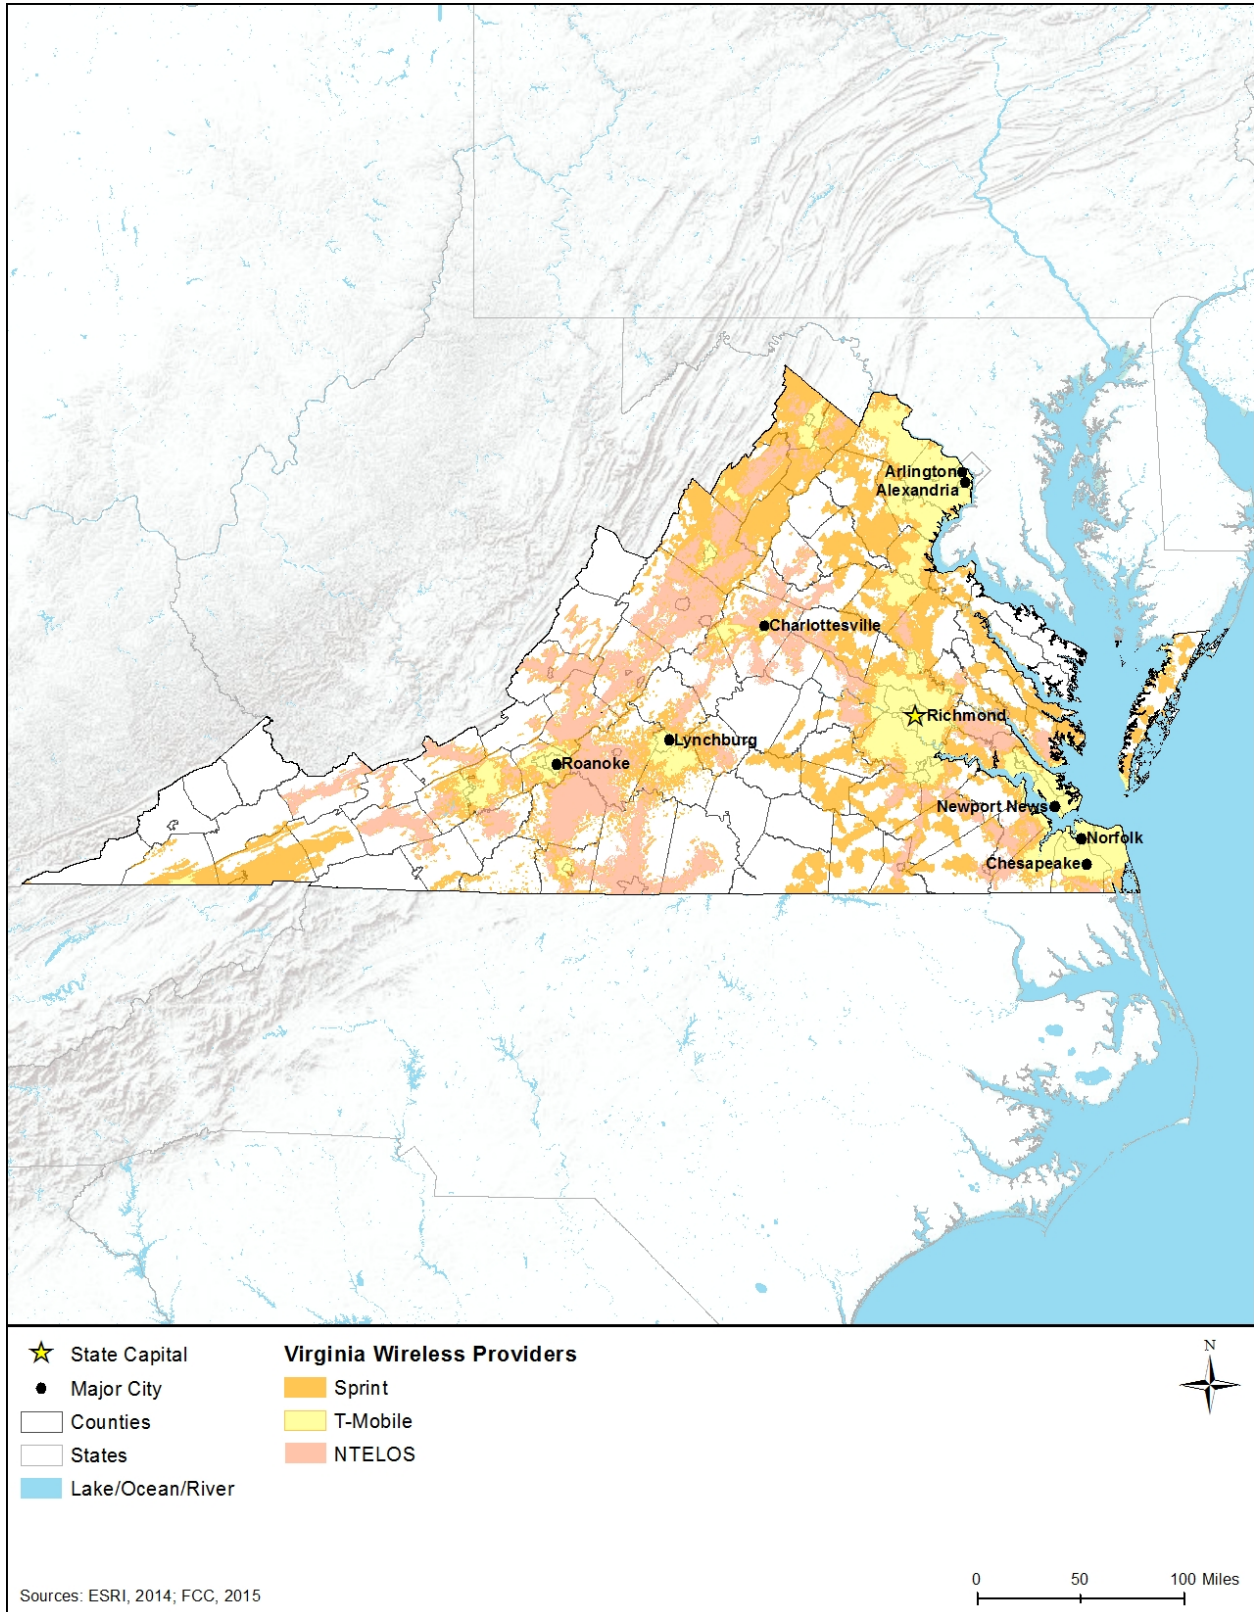 Arlington
Alexandria
Charlottesville
Richmond
Lynchburg
Roanoke
Newport News
Norfolk
Chesapeake
State Capital
Major City
Counties
States
Lake/Ocean/River
Virginia Wireless Providers
Sprint
T-Mobile
NTELOS
N
Sources: ESRI, 2014; FCC, 2015
0 50 100 Miles